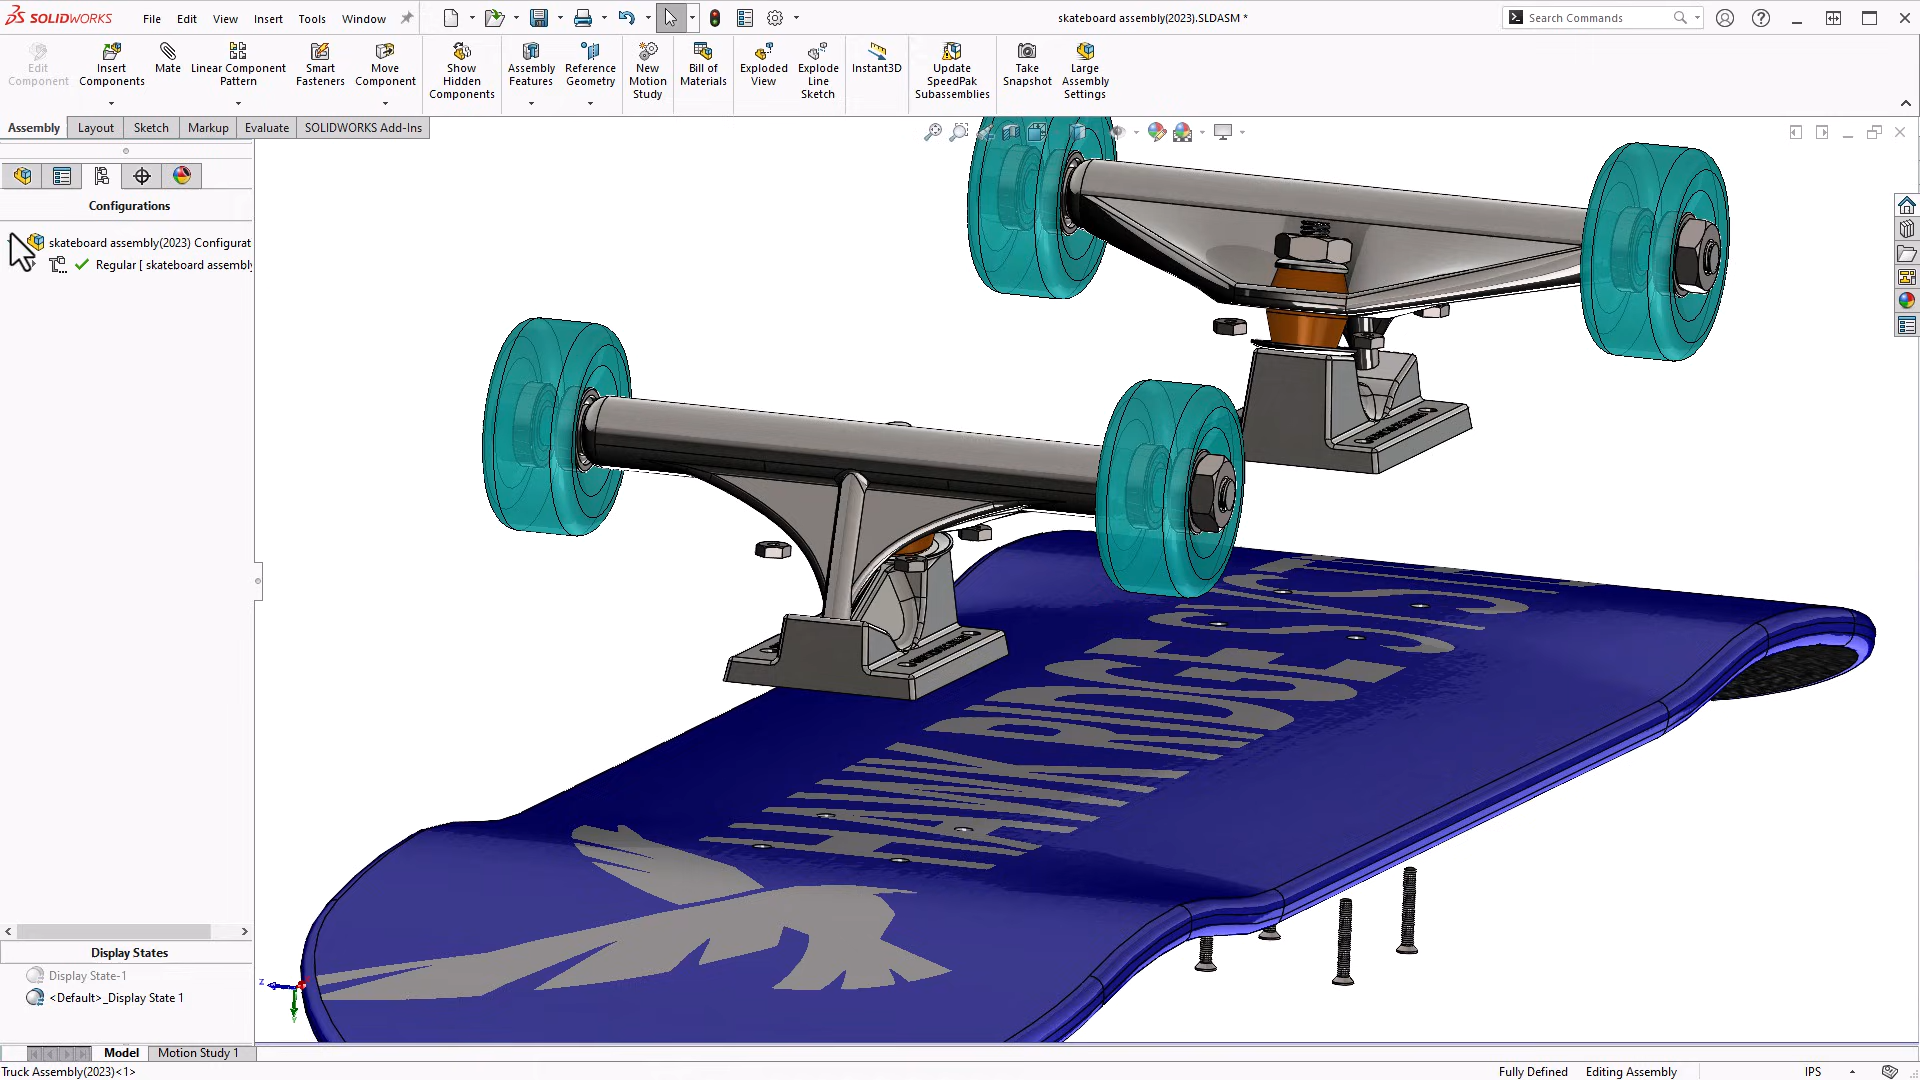 SOLIDWORKS
File Edit View Insert Tools Window
skateboard assembly(2023).SLDASM *
Search Commands
Edit Component
Insert Components
Mate
Linear Component Pattern
Smart Fasteners
Move Component
Show Hidden Components
Assembly Features
Reference Geometry
New Motion Study
Bill of Materials
Exploded View
Explode Line Sketch
Instant3D
Update SpeedPak Subassemblies
Take Snapshot
Large Assembly Settings
Assembly Layout Sketch Markup Evaluate SOLIDWORKS Add-Ins
Configurations
skateboard assembly(2023) Configurat
Regular [ skateboard assembly
HAWK RIDGE SYST
Display States
Display State-1
<Default>_Display State 1
z
Model Motion Study 1
Truck Assembly(2023)<1>
Fully Defined Editing Assembly IPS